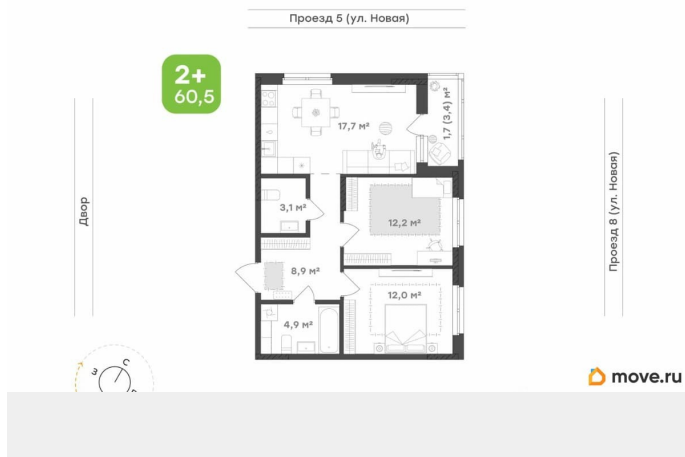 Проезд 5 (ул. Новая)
2+
60,5
1,7 (3,4) м²
17,7 м²
3,1 м²
12,2 м²
Двор
Проезд 8 (ул. Новая)
8,9 м²
12,0 м²
4,9 м²
С
З
move.ru